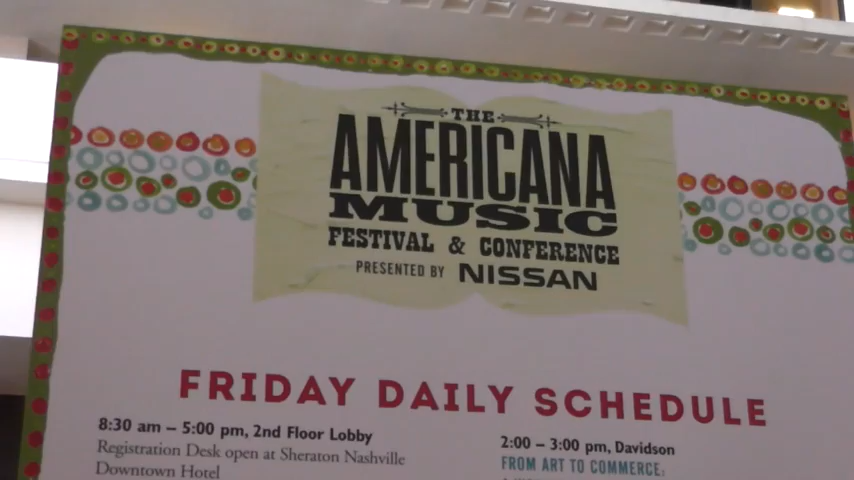 THE
AMERICANA
MUSIC
FESTIVAL & CONFERENCE
PRESENTED BY NISSAN
FRIDAY DAILY SCHEDULE
8:30 am – 5:00 pm, 2nd Floor Lobby
Registration Desk open at Sheraton Nashville
Downtown Hotel
2:00 – 3:00 pm, Davidson
FROM ART TO COMMERCE: